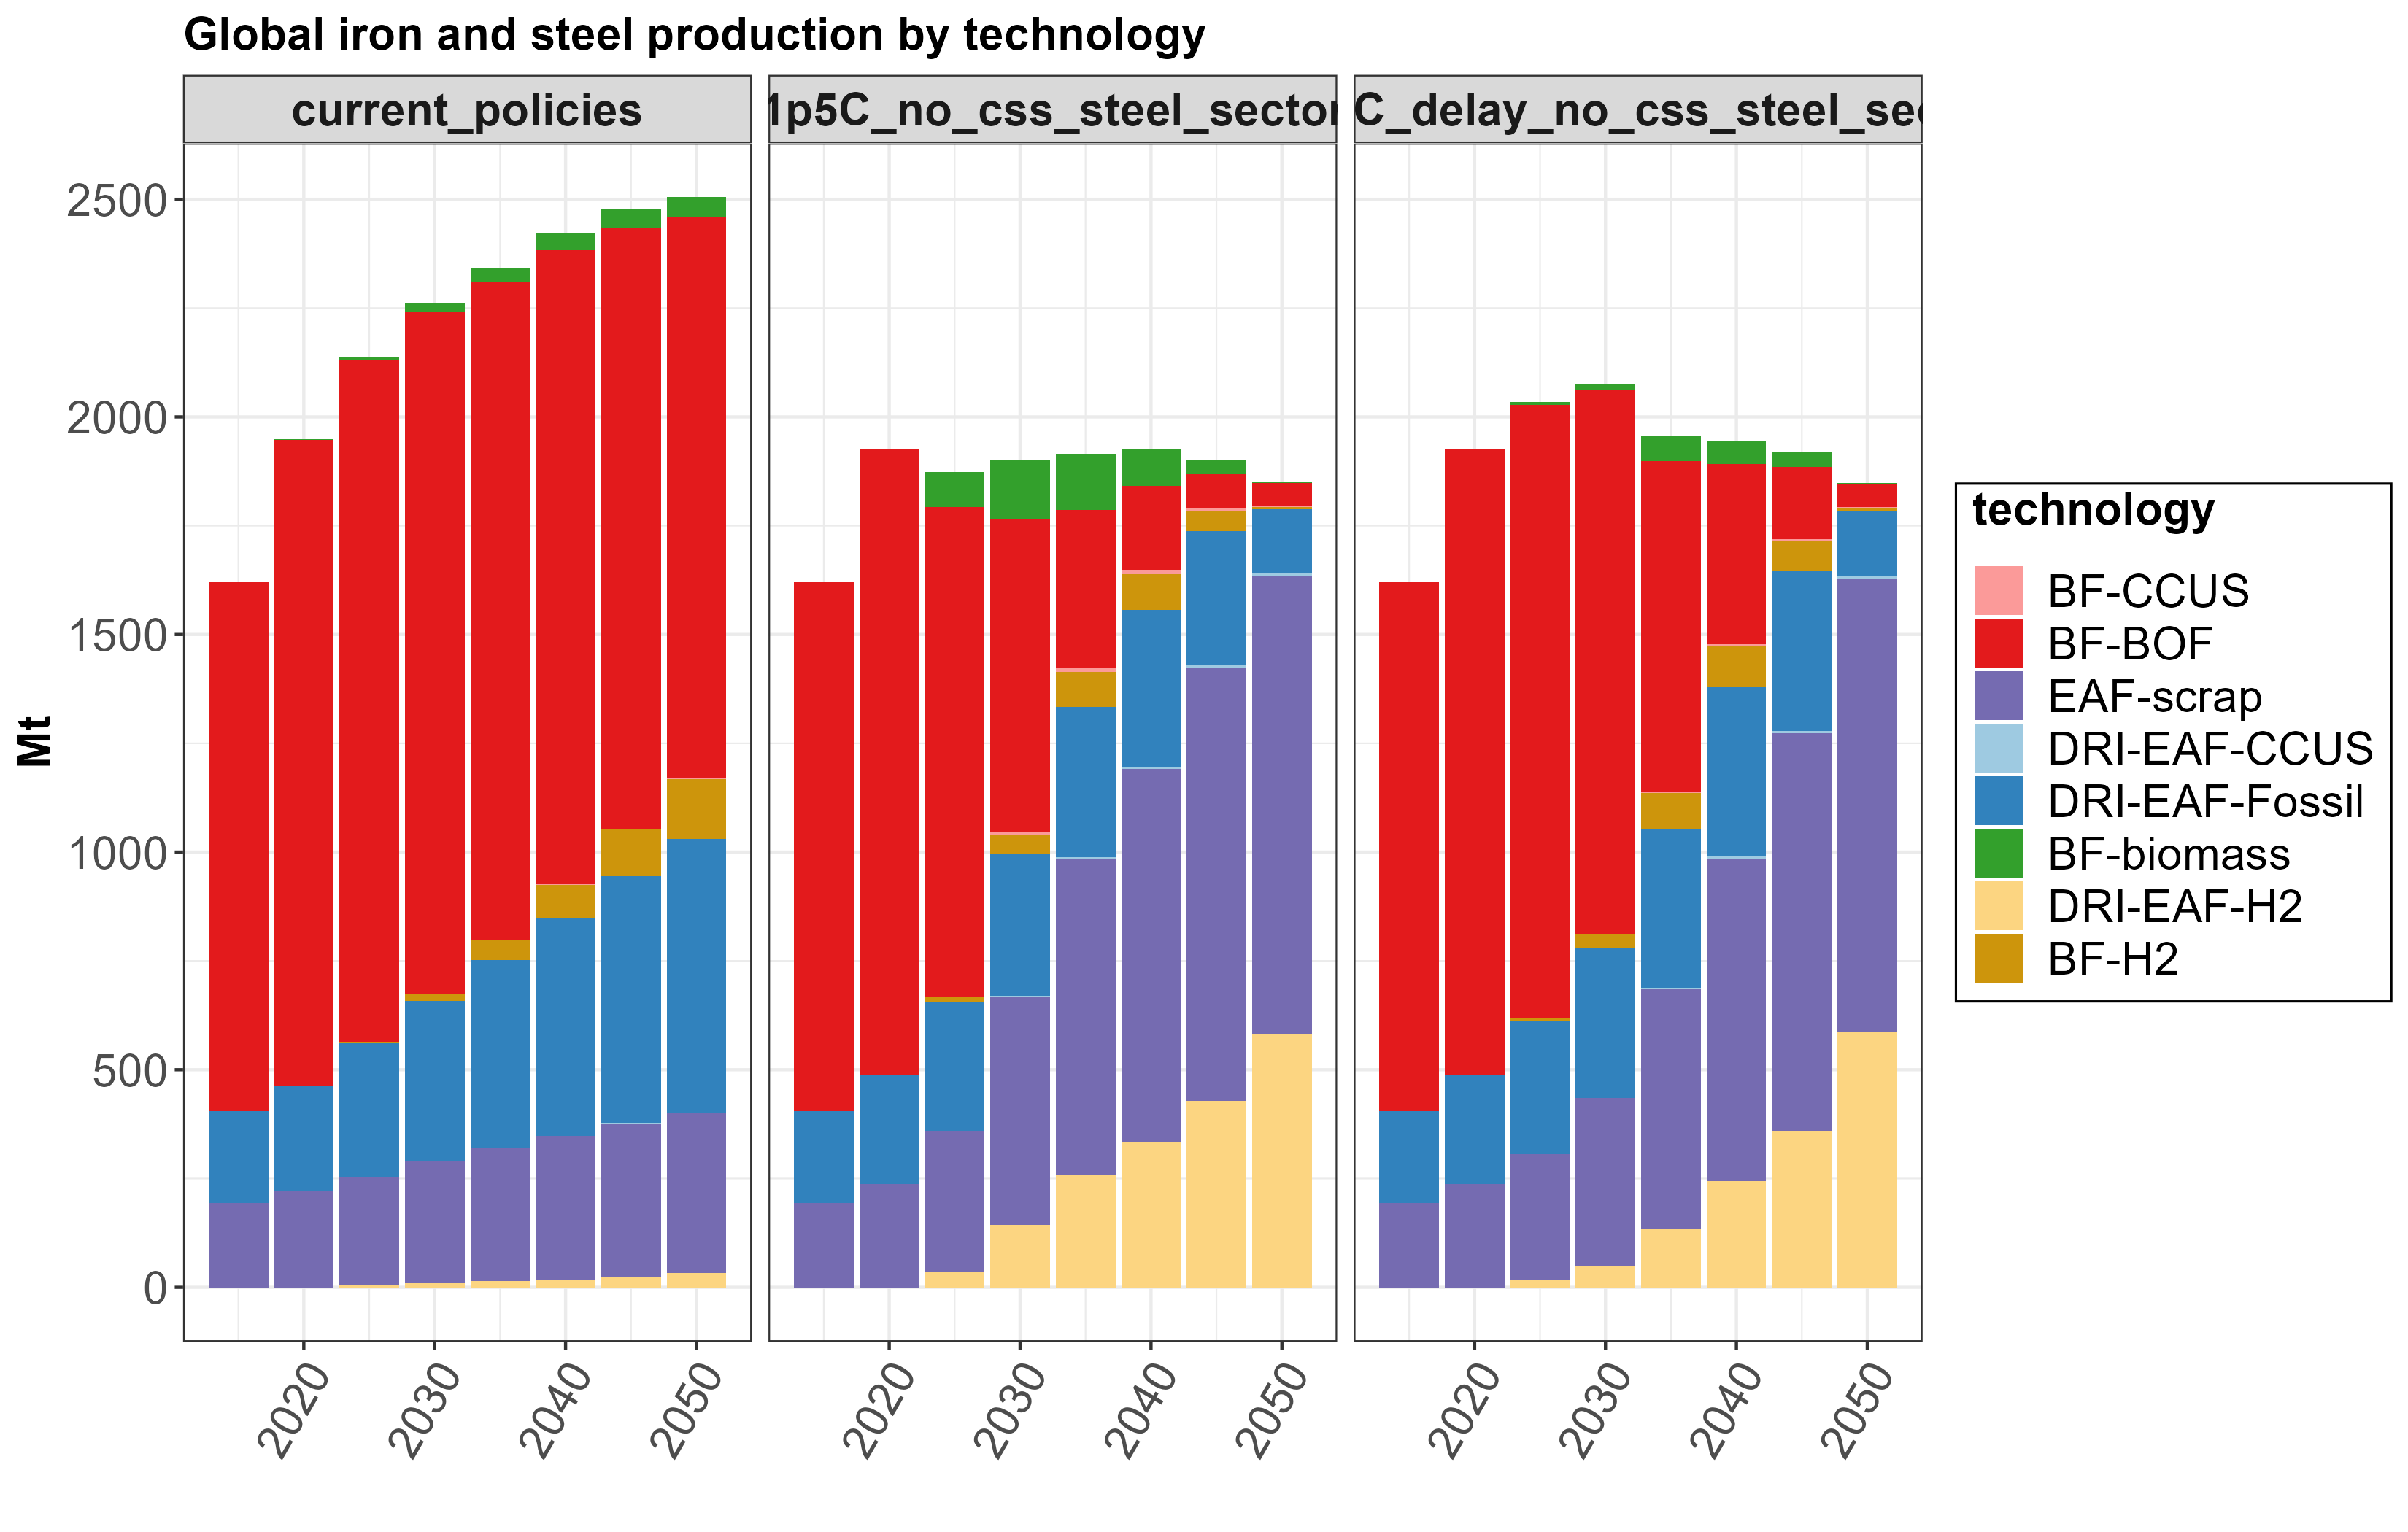 Global iron and steel production by technology
current_policies
1p5C_no_css_steel_sector
C_delay_no_css_steel_sec
2500
2000
1500
1000
500
0
Mt
2020
2030
2040
2050
2020
2030
2040
2050
2020
2030
2040
2050
technology
BF-CCUS
BF-BOF
EAF-scrap
DRI-EAF-CCUS
DRI-EAF-Fossil
BF-biomass
DRI-EAF-H2
BF-H2